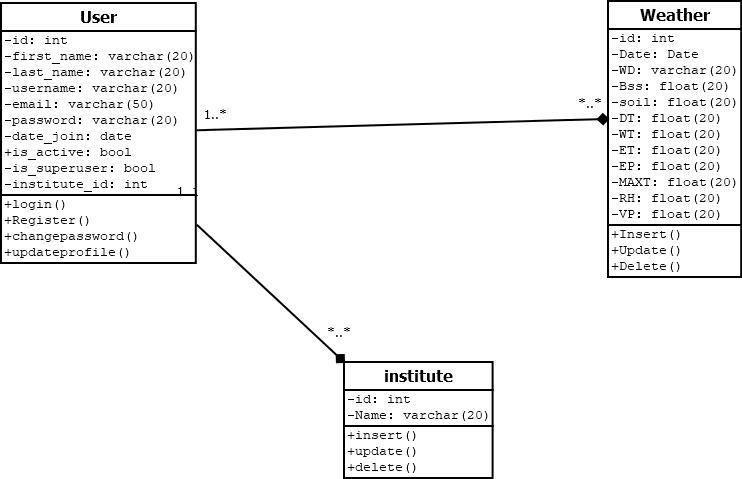 User
-id: int
-first_name: varchar(20)
-last_name: varchar(20)
-username: varchar(20)
-email: varchar(50)
-password: varchar(20)
-date_join: date
+is_active: bool
-is_superuser: bool
-institute_id: int
+login()
+Register()
+changepassword()
+updateprofile()
1..*
*..*
Weather
-id: int
-Date: Date
-WD: varchar(20)
-Bss: float(20)
-soil: float(20)
-DT: float(20)
-WT: float(20)
-ET: float(20)
-EP: float(20)
-MAXT: float(20)
-RH: float(20)
-VP: float(20)
+Insert()
+Update()
+Delete()
1..1
*..*
institute
-id: int
-Name: varchar(20)
+insert()
+update()
+delete()